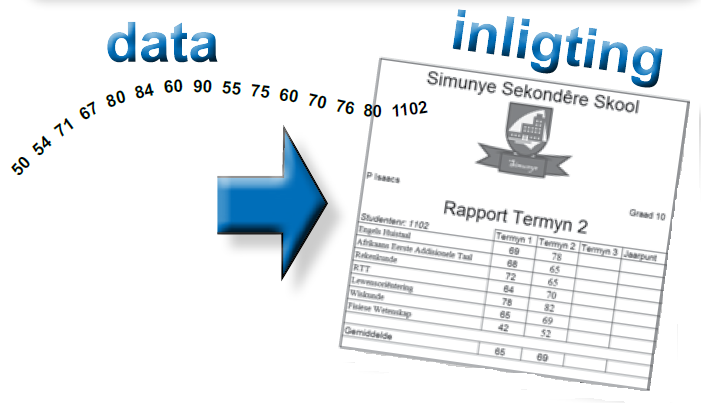 data
inligting
50 54 71 67 80 84 60 90 55 75 60 70 76 80 1102
Simunye Sekondêre Skool
Simunye
P Isaacs
Graad 10
Rapport Termyn 2
Studentenr: 1102
Termyn 1 Termyn 2 Termyn 3 Jaarpunt
Engels Huistaal 69 78
Afrikaans Eerste Addisionele Taal 68 65
Rekenkunde 72 65
RTT 64 70
Lewensoriëntering 78 82
Wiskunde 65 69
Fisiese Wetenskap 42 52
Gemiddelde 65 69